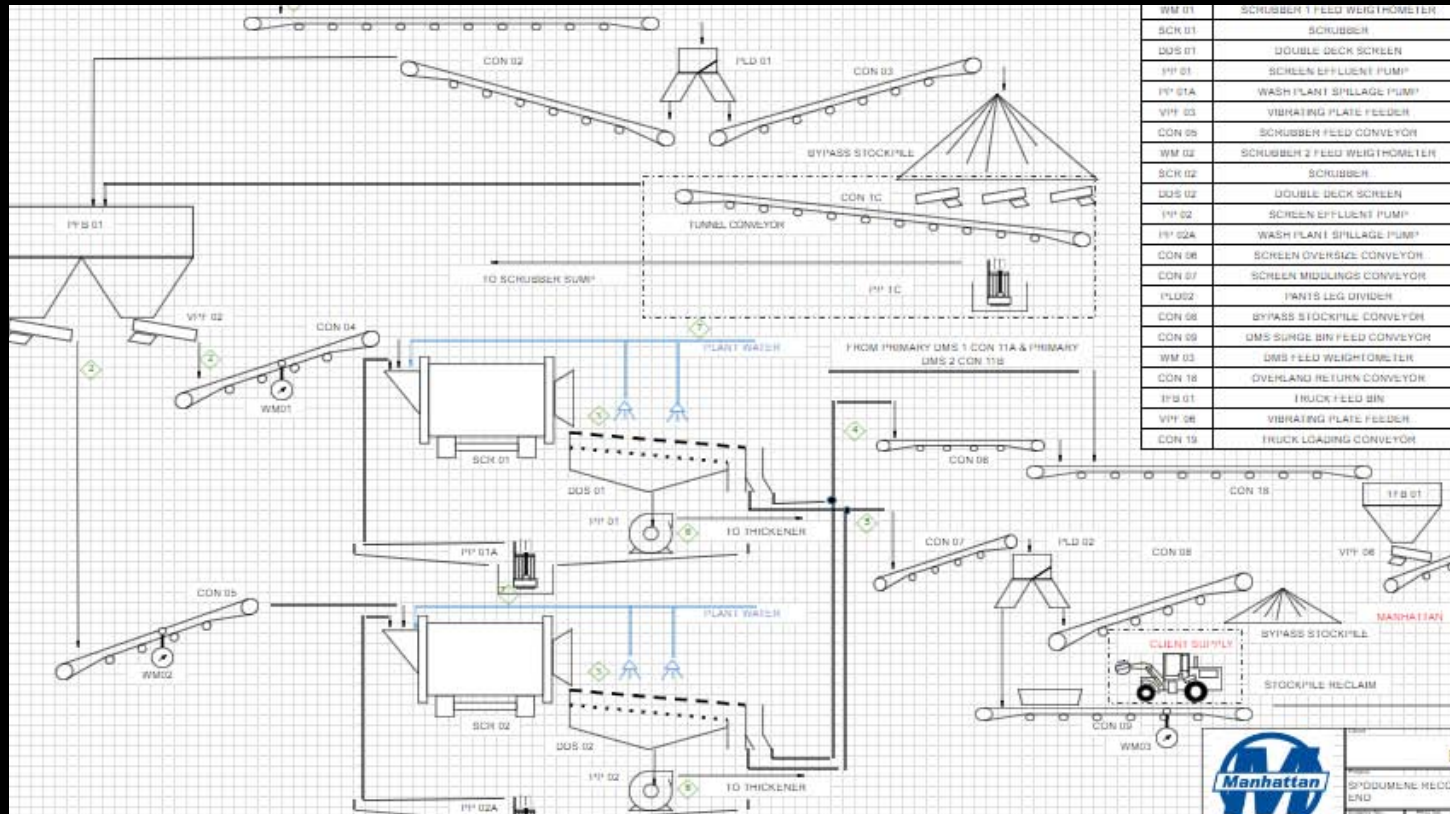 CON 02
PLD 01
CON 03
BYPASS STOCKPILE
CON 1C
TUNNEL CONVEYOR
PFB 01
TO SCRUBBER SUMP
PP 1C
VPF 02
CON 04
WM01
PLANT WATER
FROM PRIMARY DMS 1 CON 11A & PRIMARY
DMS 2 CON 11B
SCR 01
DDS 01
PP 01
TO THICKENER
PP 01A
CON 06
CON 18
TFB 01
CON 07
PLD 02
CON 08
VPF 06
CON 05
WM02
PLANT WATER
SCR 02
DDS 02
PP 02
TO THICKENER
PP 02A
BYPASS STOCKPILE
MANHATTAN
CLIENT SUPPLY
STOCKPILE RECLAIM
CON 09
WM03
WM 01 SCRUBBER 1 FEED WEIGTHOMETER
SCR 01 SCRUBBER
DDS 01 DOUBLE DECK SCREEN
PP 01 SCREEN EFFLUENT PUMP
PP 01A WASH PLANT SPILLAGE PUMP
VPF 03 VIBRATING PLATE FEEDER
CON 05 SCRUBBER FEED CONVEYOR
WM 02 SCRUBBER 2 FEED WEIGTHOMETER
SCR 02 SCRUBBER
DDS 02 DOUBLE DECK SCREEN
PP 02 SCREEN EFFLUENT PUMP
PP 02A WASH PLANT SPILLAGE PUMP
CON 06 SCREEN OVERSIZE CONVEYOR
CON 07 SCREEN MIDDLINGS CONVEYOR
PLD02 PANTS LEG DIVIDER
CON 08 BYPASS STOCKPILE CONVEYOR
CON 09 DMS SURGE BIN FEED CONVEYOR
WM 03 DMS FEED WEIGHTOMETER
CON 18 OVERLAND RETURN CONVEYOR
TFB 01 TRUCK FEED BIN
VPF 06 VIBRATING PLATE FEEDER
CON 19 TRUCK LOADING CONVEYOR
Manhattan
SPODUMENE RECO
END